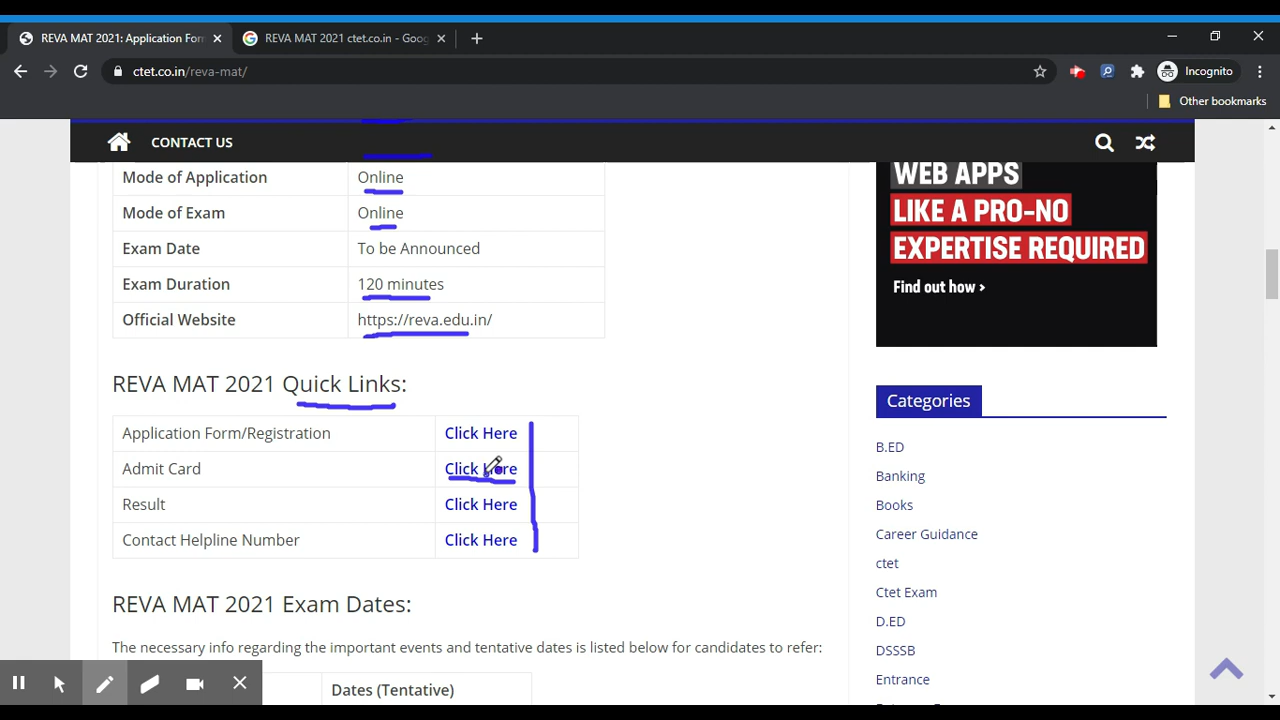 REVA MAT 2021: Application Forn
REVA MAT 2021 ctet.co.in - Goog
ctet.co.in/reva-mat/
Incognito
Other bookmarks
CONTACT US
Mode of Application Online
Mode of Exam Online
Exam Date To be Announced
Exam Duration 120 minutes
Official Website https://reva.edu.in/
REVA MAT 2021 Quick Links:
Application Form/Registration Click Here
Admit Card Click Here
Result Click Here
Contact Helpline Number Click Here
REVA MAT 2021 Exam Dates:
The necessary info regarding the important events and tentative dates is listed below for candidates to refer:
Dates (Tentative)
WEB APPS
LIKE A PRO-NO
EXPERTISE REQUIRED
Find out how >
Categories
B.ED
Banking
Books
Career Guidance
ctet
Ctet Exam
D.ED
DSSSB
Entrance